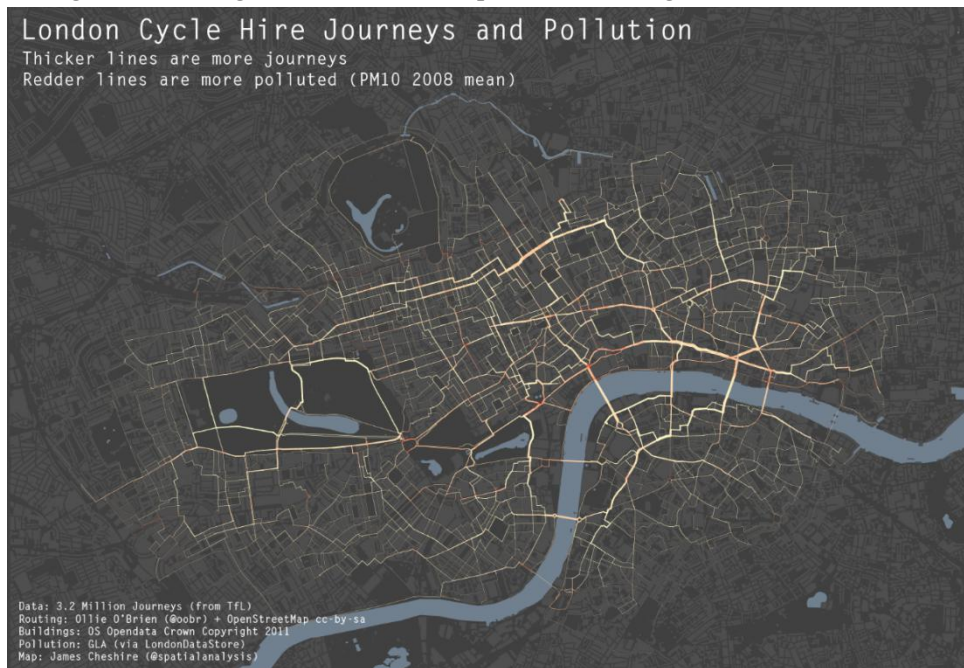 London Cycle Hire Journeys and Pollution
Thicker lines are more journeys
Redder lines are more polluted (PM10 2008 mean)
Data: 3.2 Million Journeys (from TfL)
Routing: Ollie O'Brien (@oobr) + OpenStreetMap cc-by-sa
Buildings: OS Opendata Crown Copyright 2011
Pollution: GLA (via LondonDataStore)
Map: James Cheshire (@spatialanalysis)